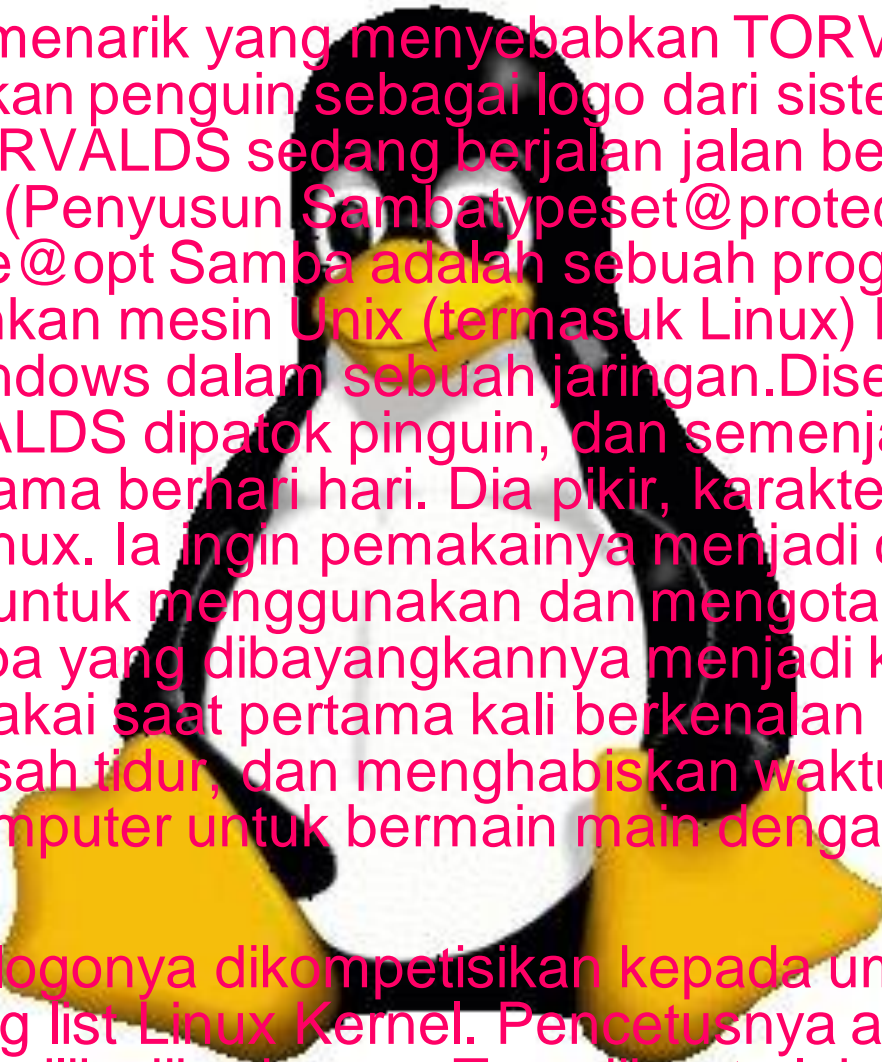 menarik yang menyebabkan TORV
kan penguin sebagai logo dari siste
RVALDS sedang berjalan jalan be
(Penyusun Sambatypeset@protec
e@opt Samba adalah sebuah prog
nkan mesin Unix (termasuk Linux)
ndows dalam sebuah jaringan.Dise
ALDS dipatok pinguin, dan semenja
ama berhari hari. Dia pikir, karakte
nux. Ia ingin pemakainya menjadi
untuk menggunakan dan mengota
pa yang dibayangkannya menjadi k
akai saat pertama kali berkenalan
sah tidur, dan menghabiskan waktu
mputer untuk bermain main denga
logonya dikompetisikan kepada um
g list Linux Kernel. Pencetusnya a